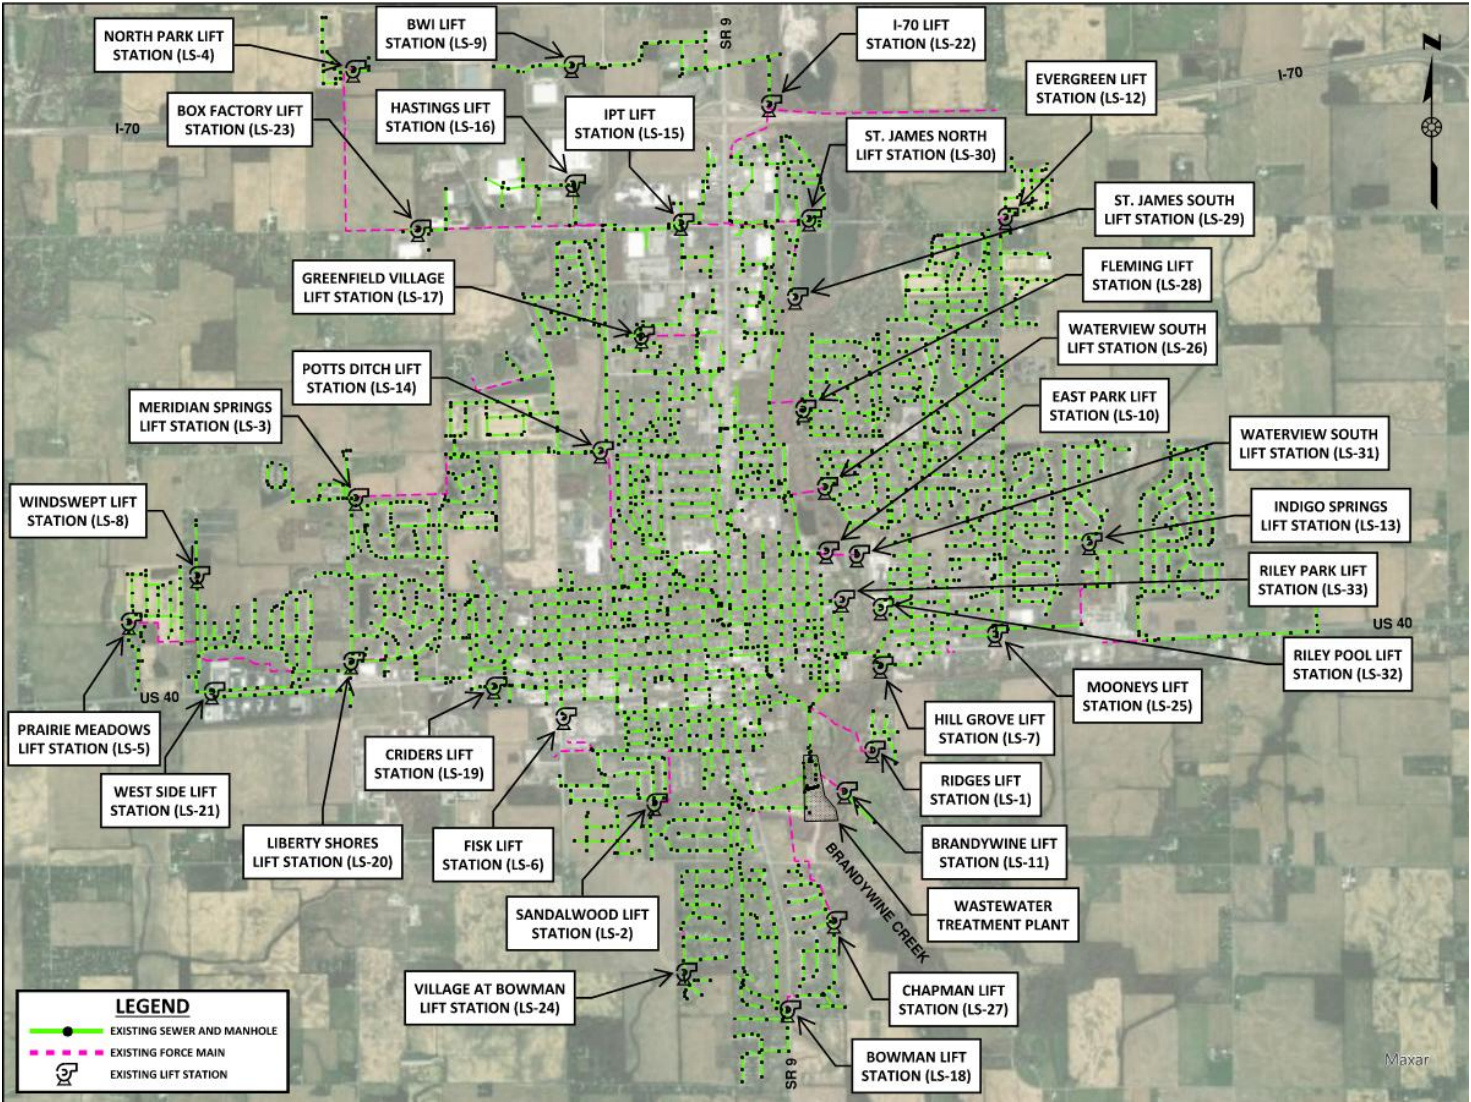 NORTH PARK LIFT
STATION (LS-4)
BWI LIFT
STATION (LS-9)
SR 9
I-70 LIFT
STATION (LS-22)
N
I-70
EVERGREEN LIFT
STATION (LS-12)
BOX FACTORY LIFT
STATION (LS-23)
I-70
HASTINGS LIFT
STATION (LS-16)
IPT LIFT
STATION (LS-15)
ST. JAMES NORTH
LIFT STATION (LS-30)
ST. JAMES SOUTH
LIFT STATION (LS-29)
GREENFIELD VILLAGE
LIFT STATION (LS-17)
FLEMING LIFT
STATION (LS-28)
WATERVIEW SOUTH
LIFT STATION (LS-26)
POTTS DITCH LIFT
STATION (LS-14)
EAST PARK LIFT
STATION (LS-10)
MERIDIAN SPRINGS
LIFT STATION (LS-3)
WATERVIEW SOUTH
LIFT STATION (LS-31)
WINDSWEPT LIFT
STATION (LS-8)
INDIGO SPRINGS
LIFT STATION (LS-13)
RILEY PARK LIFT
STATION (LS-33)
US 40
RILEY POOL LIFT
STATION (LS-32)
US 40
PRAIRIE MEADOWS
LIFT STATION (LS-5)
MOONEYS LIFT
STATION (LS-25)
HILL GROVE LIFT
STATION (LS-7)
CRIDERS LIFT
STATION (LS-19)
WEST SIDE LIFT
STATION (LS-21)
RIDGES LIFT
STATION (LS-1)
LIBERTY SHORES
LIFT STATION (LS-20)
FISK LIFT
STATION (LS-6)
BRANDYWINE LIFT
STATION (LS-11)
BRANDYWINE CREEK
SANDALWOOD LIFT
STATION (LS-2)
WASTEWATER
TREATMENT PLANT
VILLAGE AT BOWMAN
LIFT STATION (LS-24)
CHAPMAN LIFT
STATION (LS-27)
BOWMAN LIFT
STATION (LS-18)
SR 9
LEGEND
EXISTING SEWER AND MANHOLE
EXISTING FORCE MAIN
EXISTING LIFT STATION
Maxar